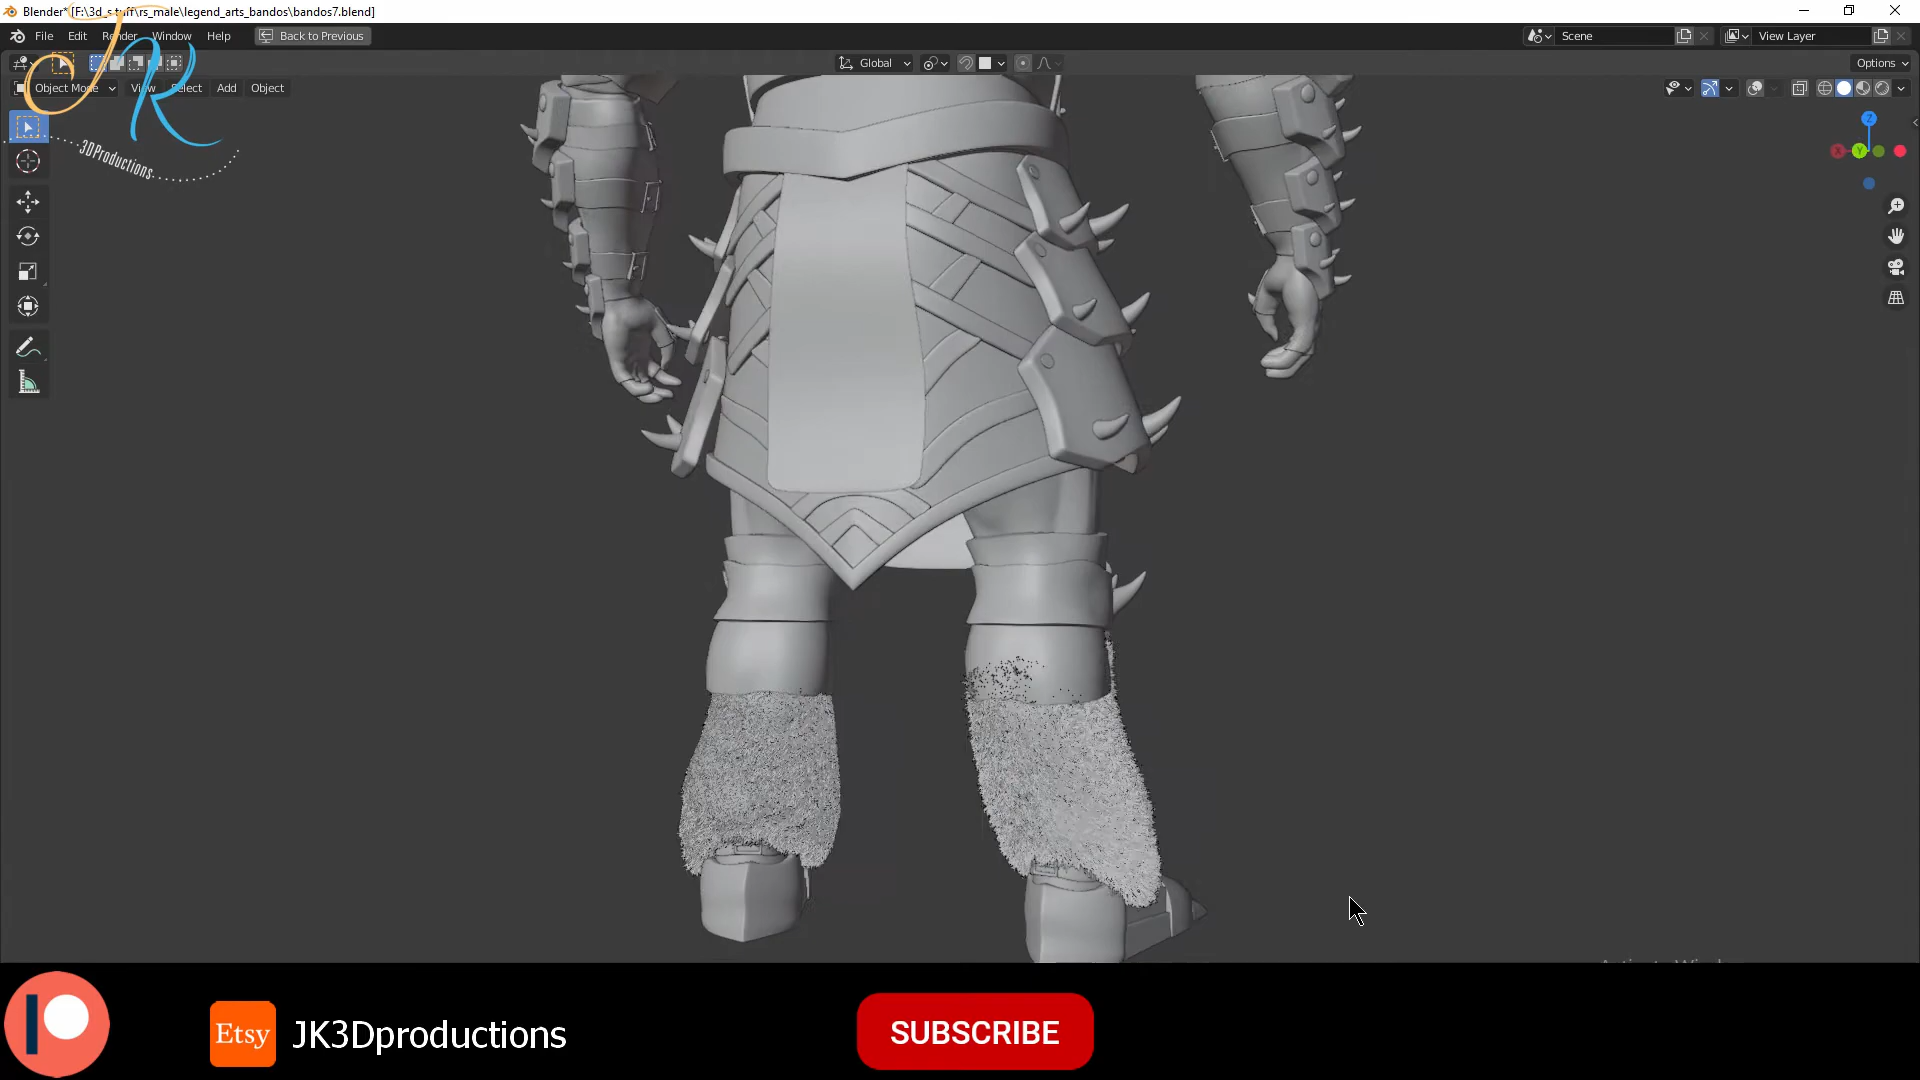 Blender* [F:\3d_stuff\rs_male\legend_arts_bandos\bandos7.blend]
File Edit Render Window Help Back to Previous
Scene
View Layer
Global
Options
Object Mode View Select Add Object
JR
3DProductions
Z
X
Y
Etsy
JK3Dproductions
SUBSCRIBE